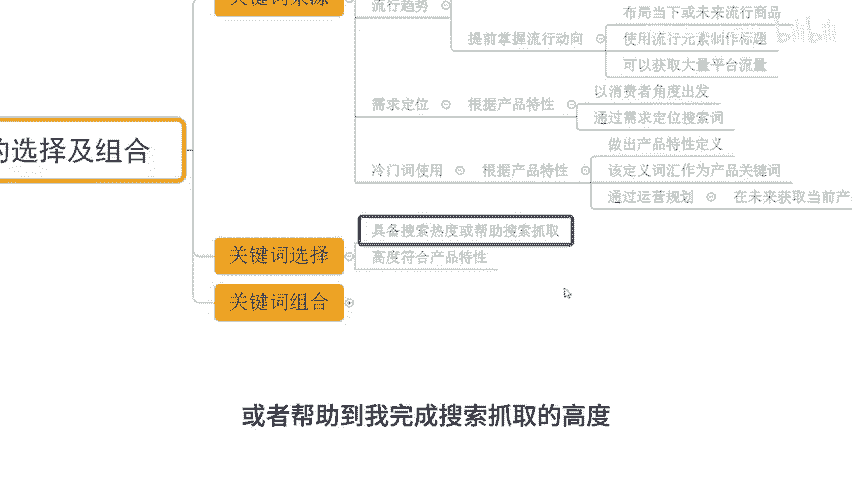 关键词来源
流行趋势
布局当下或未来流行商品
提前掌握流行动向
使用流行元素制作标题
可以获取大量平台流量
bilibili
需求定位
根据产品特性
以消费者角度出发
通过需求定位搜索词
的选择及组合
冷门词使用
根据产品特性
做出产品特性定义
该定义词汇作为产品关键词
通过运营规划
在未来获取当前产
关键词选择
具备搜索热度或帮助搜索抓取
高度符合产品特性
关键词组合
或者帮助到我完成搜索抓取的高度